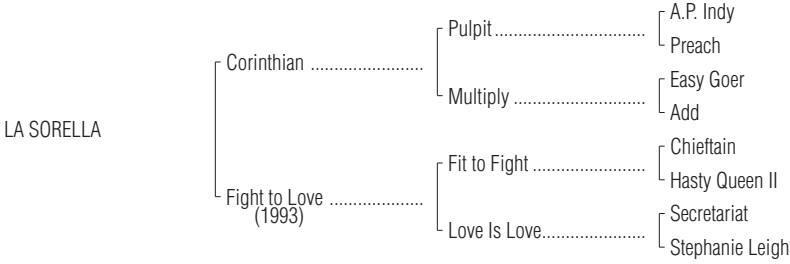 A.P. Indy
Pulpit
Preach
Corinthian
Easy Goer
Multiply
Add
LA SORELLA
Chieftain
Fit to Fight
Hasty Queen II
Fight to Love
(1993)
Secretariat
Love Is Love
Stephanie Leigh